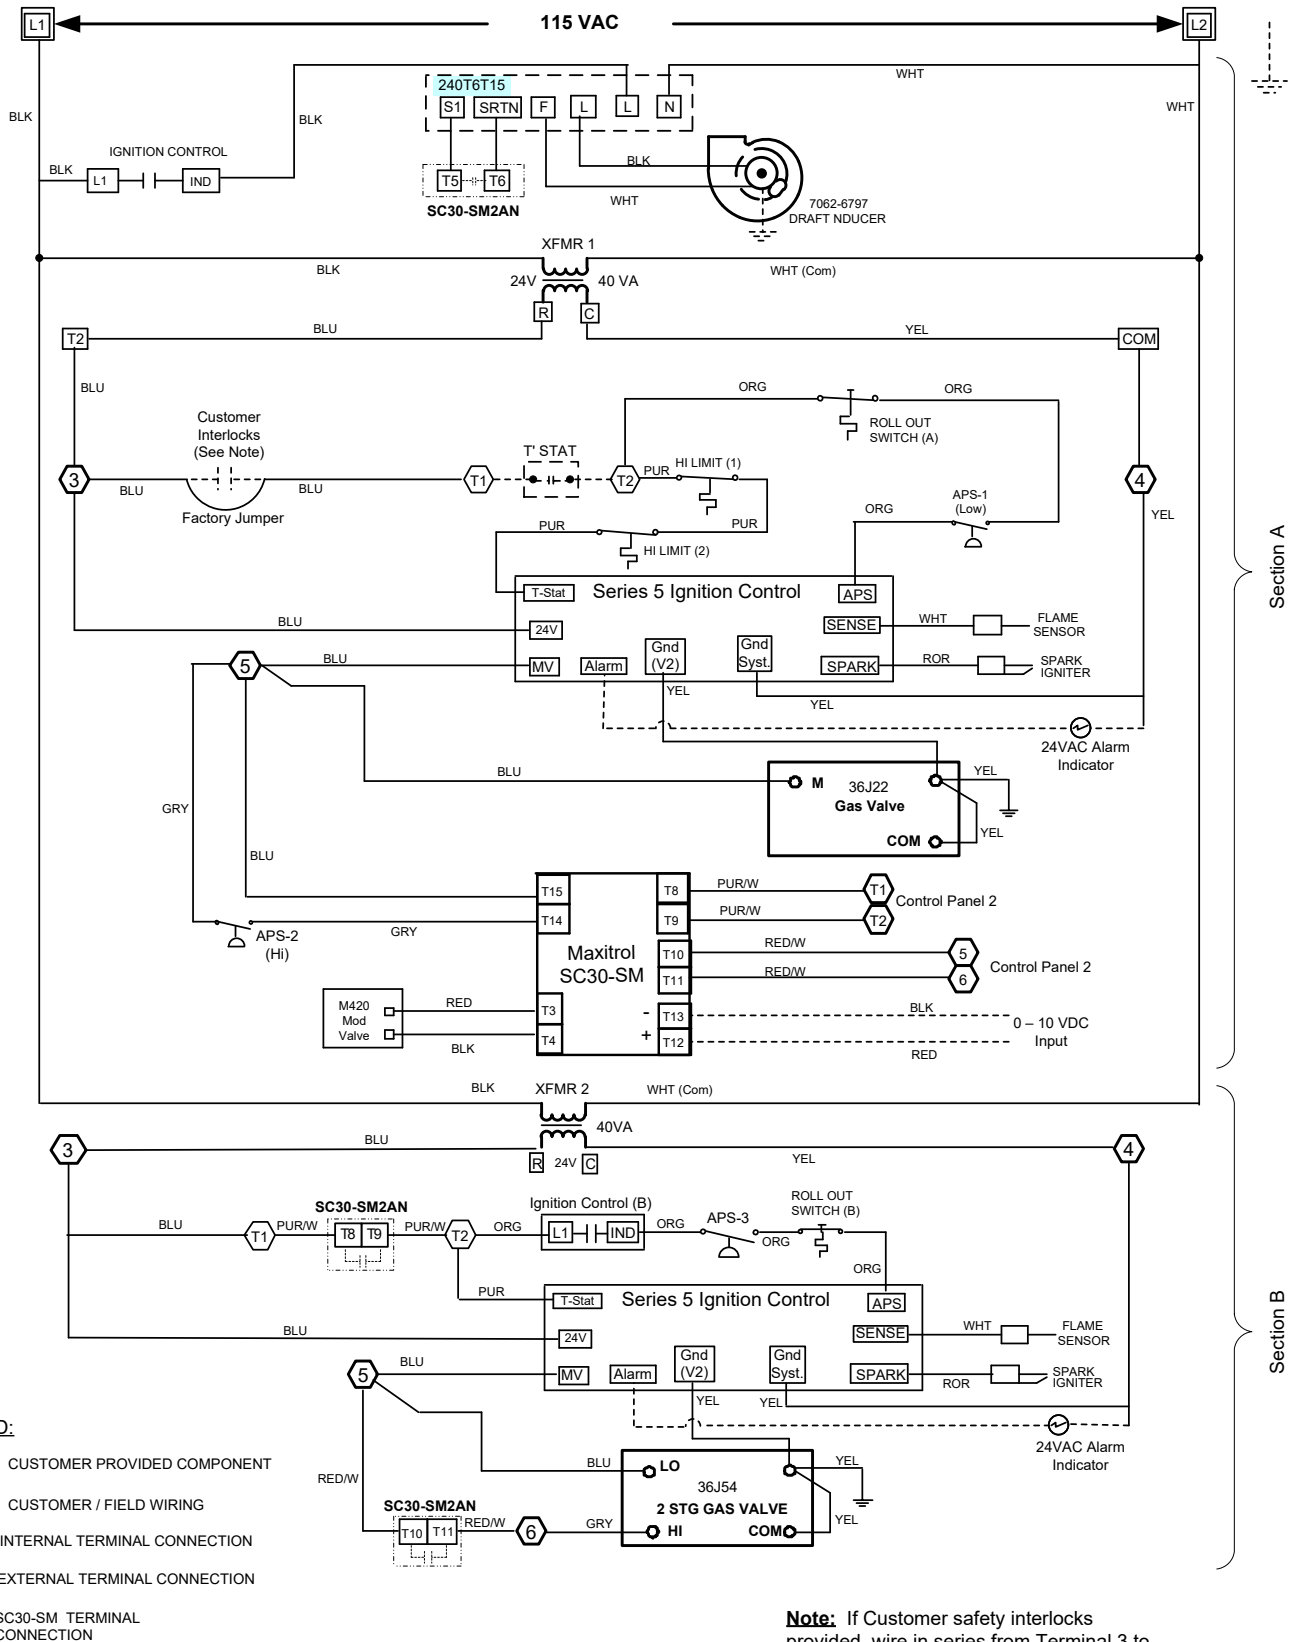 L1
115 VAC
L2
WHT
BLK
BLK
WHT
240T6T15
S1 SRTN F L L N
IGNITION CONTROL
BLK
L1 IND
T5 T6
SC30-SM2AN
BLK
WHT
7062-6797
DRAFT NDUCER
XFMR 1
BLK
WHT (Com)
24V 40 VA
R C
T2
BLU
YEL
COM
BLU
ORG
ORG
ROLL OUT
SWITCH (A)
Customer
Interlocks
(See Note)
T' STAT
3
BLU
BLU
T1
T2
PUR
HI LIMIT (1)
4
Factory Jumper
APS-1
(Low)
ORG
YEL
PUR
PUR
HI LIMIT (2)
Section A
T-Stat
Series 5 Ignition Control
APS
BLU
24V
SENSE
WHT
FLAME
SENSOR
5
BLU
MV
Alarm
Gnd
(V2)
Gnd
Syst.
SPARK
ROR
SPARK
IGNITER
YEL
YEL
24VAC Alarm
Indicator
BLU
M
36J22
Gas Valve
YEL
COM
YEL
GRY
BLU
T15
T14
T8
T9
PUR/W
PUR/W
T1
T2
Control Panel 2
APS-2
(Hi)
GRY
Maxitrol
SC30-SM
T10
T11
RED/W
RED/W
5
6
Control Panel 2
M420
Mod
Valve
RED
BLK
T3
T4
-
+
T13
T12
BLK
RED
0 – 10 VDC
Input
BLK
XFMR 2
WHT (Com)
40VA
3
BLU
R 24V C
YEL
4
SC30-SM2AN
Ignition Control (B)
ROLL OUT
SWITCH (B)
BLU
T1
PUR/W
T8 T9
PUR/W
T2
ORG
L1 IND
ORG
APS-3
ORG
ORG
PUR
T-Stat
Series 5 Ignition Control
APS
BLU
24V
SENSE
WHT
FLAME
SENSOR
Section B
5
BLU
MV
Alarm
Gnd
(V2)
Gnd
Syst.
SPARK
ROR
SPARK
IGNITER
YEL
YEL
24VAC Alarm
Indicator
D:
CUSTOMER PROVIDED COMPONENT
CUSTOMER / FIELD WIRING
INTERNAL TERMINAL CONNECTION
EXTERNAL TERMINAL CONNECTION
SC30-SM TERMINAL
CONNECTION
RED/W
BLU
LO
36J54
2 STG GAS VALVE
YEL
SC30-SM2AN
T10 T11
RED/W
6
GRY
HI
COM
YEL
Note: If Customer safety interlocks
provided, wire in series from Terminal 3 to